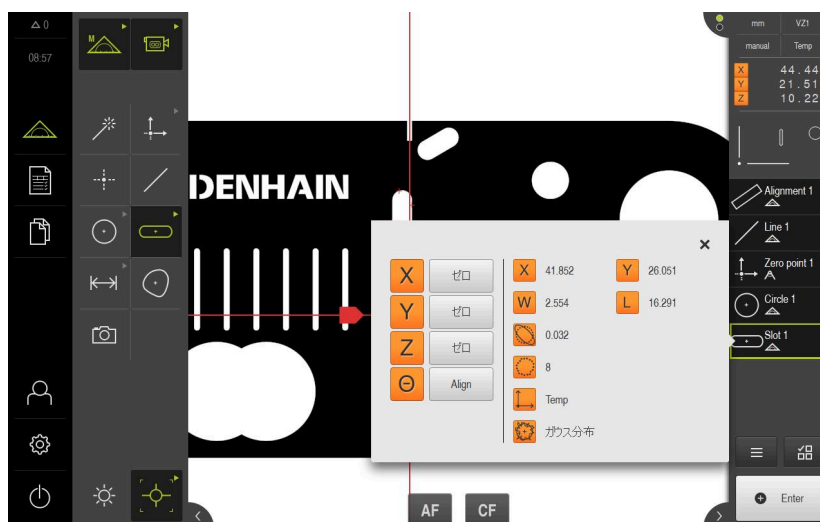 0
08:57
M
DENHAIN
X ゼロ
Y ゼロ
Z ゼロ
Θ Align
X 41.852 Y 26.051
W 2.554 L 16.291
0.032
8
Temp
ガウス分布
AF CF
mm VZ1
manual Temp
X 44.44
Y 21.51
Z 10.22
Alignment 1
Line 1
Zero point 1
Circle 1
Slot 1
Enter